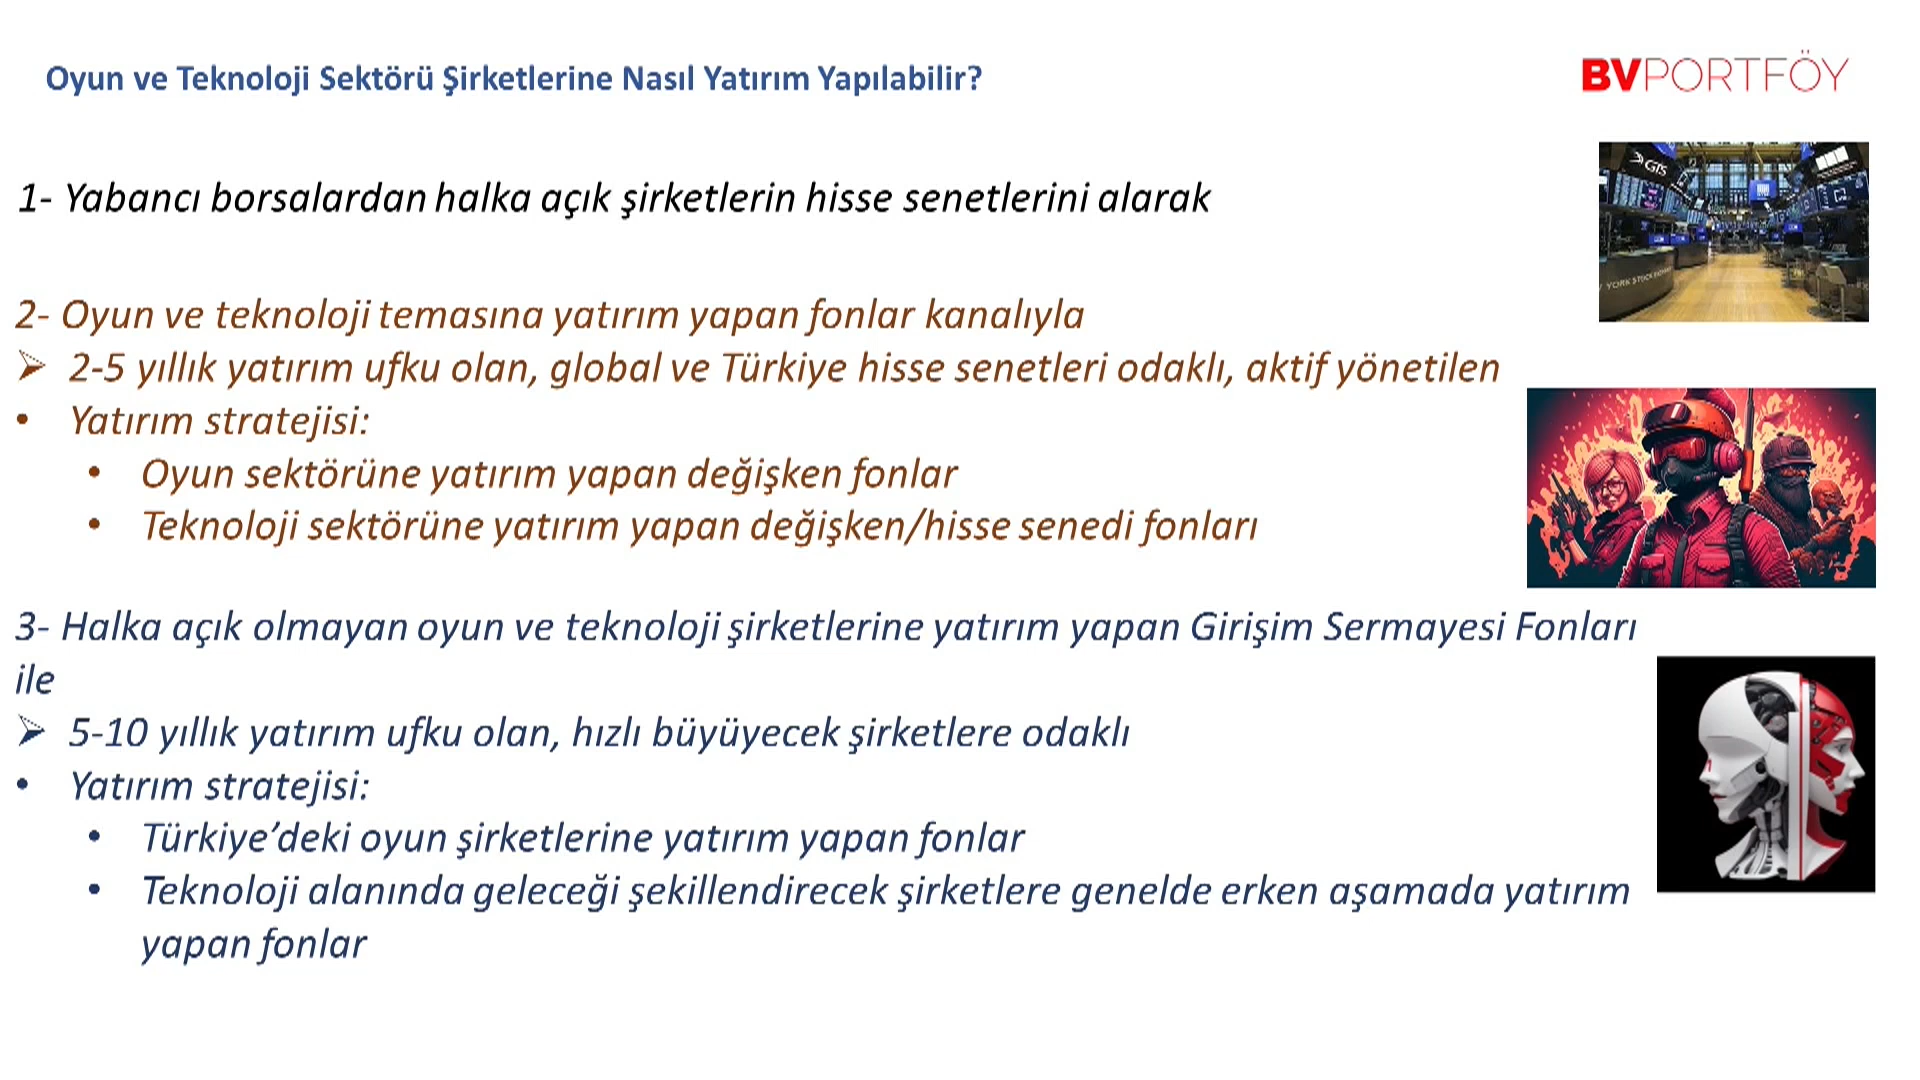 Oyun ve Teknoloji Sektörü Şirketlerine Nasıl Yatırım Yapılabilir?
BVPORTFÖY
1- Yabancı borsalardan halka açık şirketlerin hisse senetlerini alarak
GTS
YORK STOCK
2- Oyun ve teknoloji temasına yatırım yapan fonlar kanalıyla
➢ 2-5 yıllık yatırım ufku olan, global ve Türkiye hisse senetleri odaklı, aktif yönetilen
• Yatırım stratejisi:
• Oyun sektörüne yatırım yapan değişken fonlar
• Teknoloji sektörüne yatırım yapan değişken/hisse senedi fonları
3- Halka açık olmayan oyun ve teknoloji şirketlerine yatırım yapan Girişim Sermayesi Fonları
ile
➢ 5-10 yıllık yatırım ufku olan, hızlı büyüyecek şirketlere odaklı
• Yatırım stratejisi:
• Türkiye’deki oyun şirketlerine yatırım yapan fonlar
• Teknoloji alanında geleceği şekillendirecek şirketlere genelde erken aşamada yatırım
yapan fonlar